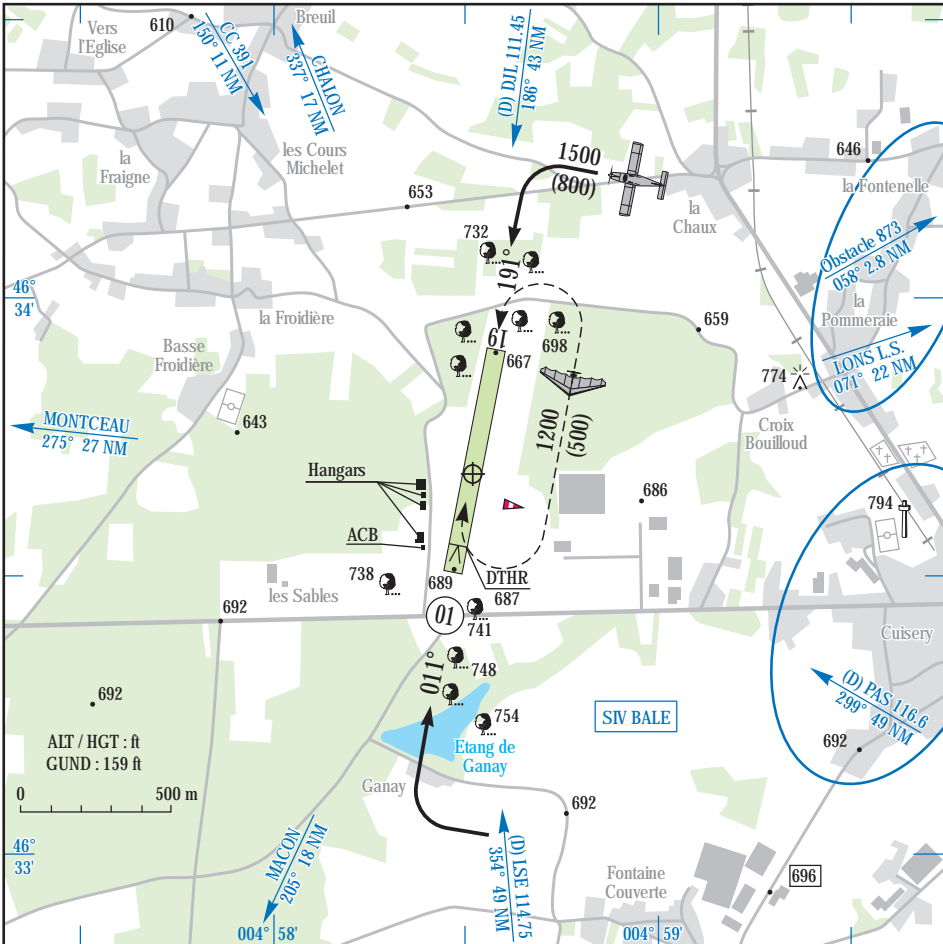 610
Vers
l'Eglise
Breuil
CC 391
150° 11 NM
CHALON
337° 17 NM
(D) DJL 111.45
186° 43 NM
la
Fraigne
les Cours
Michelet
1500
(800)
653
la
Chaux
646
la Fontenelle
732
191°
Obstacle 873
058° 2.8 NM
46°
34'
la Froidière
19
667
698
659
la
Pommeraie
LONS L.S.
071° 22 NM
Basse
Froidière
774
MONTCEAU
275° 27 NM
643
1200
(500)
Croix
Bouilloud
Hangars
686
794
ACB
738
689
DTHR
687
les Sables
692
01
741
Cuisery
748
011°
692
754
SIV BALE
(D) PAS 116.6
299° 49 NM
692
ALT / HGT : ft
GUND : 159 ft
Etang de
Ganay
0 500 m
Ganay
692
46°
33'
MACON
205° 18 NM
(D) LSE 114.75
354° 49 NM
Fontaine
Couverte
696
004° 58'
004° 59'